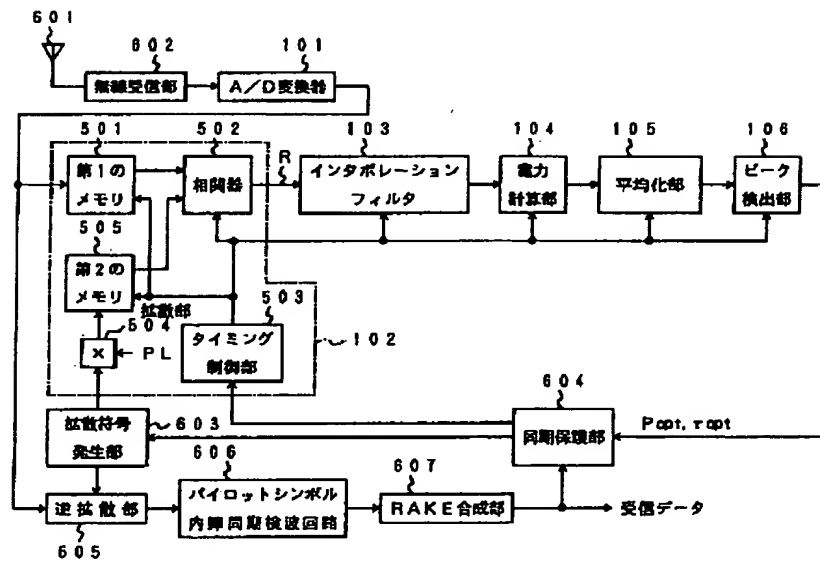 601
602
101
無線受信部
A/D変換器
501
502
103
104
105
106
第1の
メモリ
相関器
R
インタポレーション
フィルタ
電力
計算部
平均化部
ピーク
検出部
505
第2の
メモリ
拡散部
503
504
タイミング
制御部
102
×
PL
604
拡散符号
発生部
603
同期保護部
Popt, τopt
606
607
逆拡散部
パイロットシンボル
内挿同期検波回路
RAKE合成部
受信データ
605